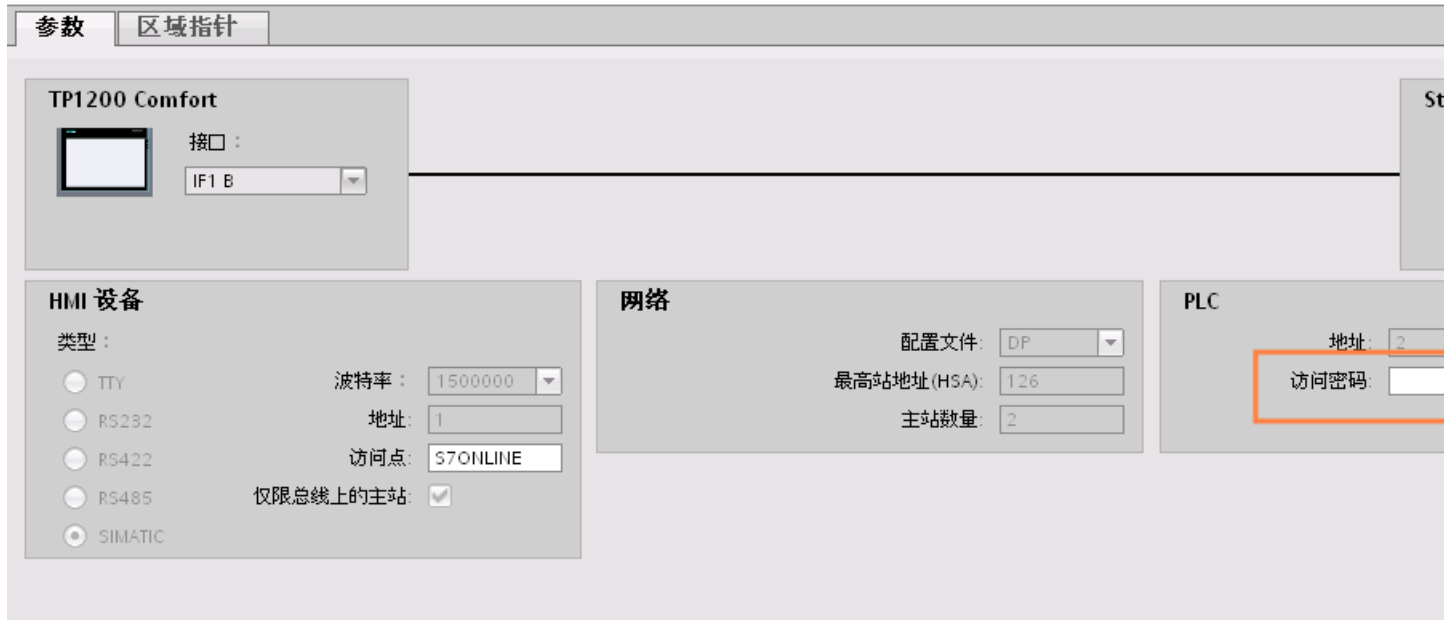 参数 区域指针
TP1200 Comfort
St
接口：
IF1 B
HMI 设备
类型：
TTY
RS232
RS422
RS485
SIMATIC
波特率： 1500000
地址: 1
访问点: S7ONLINE
仅限总线上的主站:
网络
配置文件: DP
最高站地址(HSA): 126
主站数量: 2
PLC
地址: 2
访问密码: